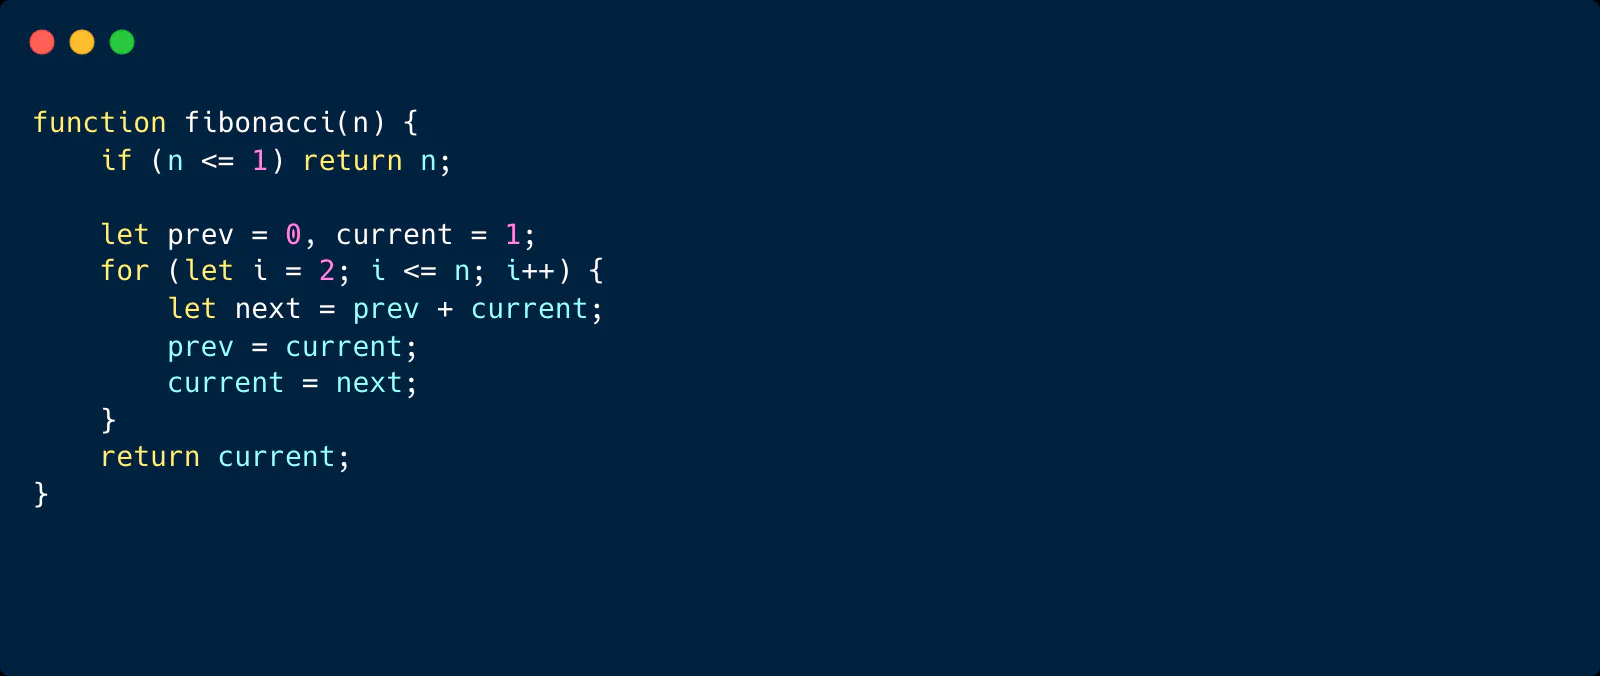 function fibonacci(n) {
    if (n <= 1) return n;

    let prev = 0, current = 1;
    for (let i = 2; i <= n; i++) {
        let next = prev + current;
        prev = current;
        current = next;
    }
    return current;
}